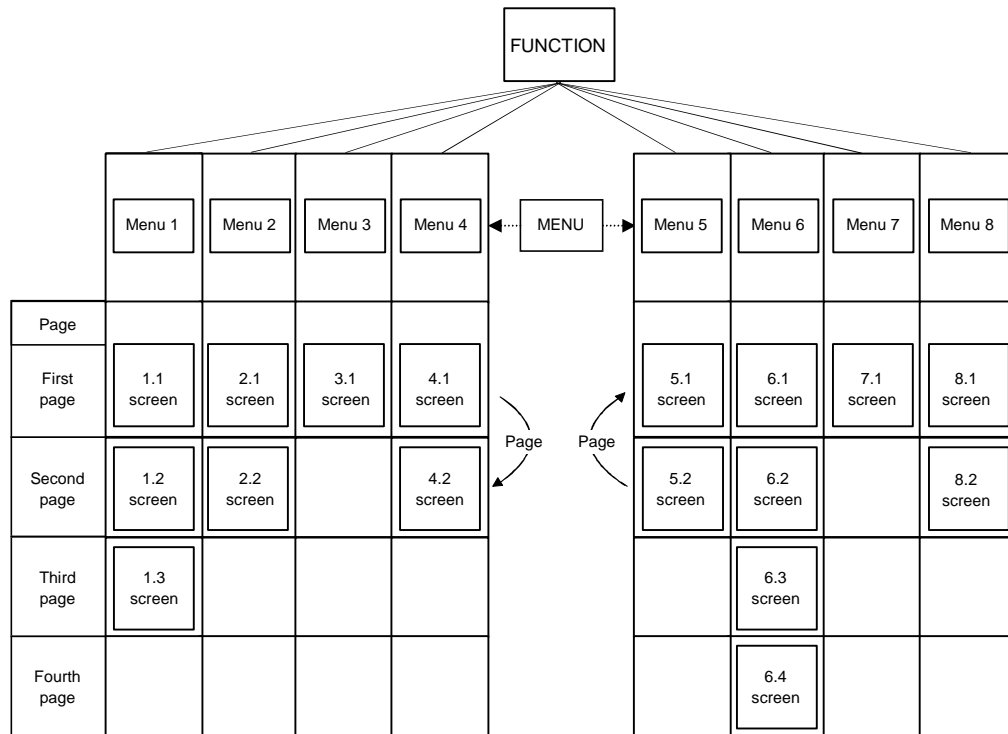 FUNCTION
Menu 1 Menu 2 Menu 3 Menu 4 MENU Menu 5 Menu 6 Menu 7 Menu 8
Page
First
page
1.1
screen
2.1
screen
3.1
screen
4.1
screen
5.1
screen
6.1
screen
7.1
screen
8.1
screen
Page
Page
Second
page
1.2
screen
2.2
screen
4.2
screen
5.2
screen
6.2
screen
8.2
screen
Third
page
1.3
screen
6.3
screen
Fourth
page
6.4
screen